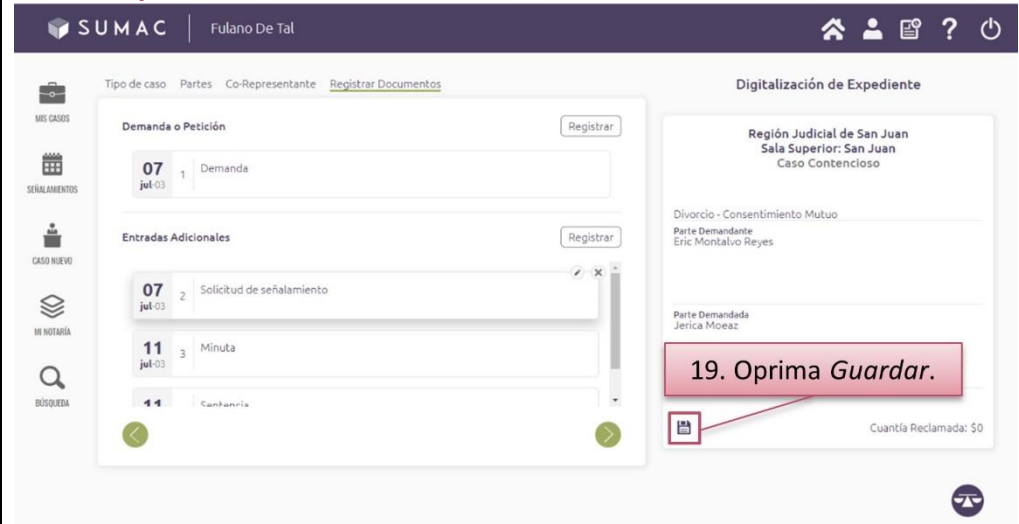 SUMAC
Fulano De Tal
?
MIS CASOS
SEÑALAMIENTOS
CASO NUEVO
MI NOTARÍA
BÚSQUEDA
Tipo de caso Partes Co-Representante Registrar Documentos
Demanda o Petición
Registrar
07
jul-03
1
Demanda
Entradas Adicionales
Registrar
07
jul-03
2
Solicitud de señalamiento
11
jul-03
3
Minuta
11
Sentencia
Digitalización de Expediente
Región Judicial de San Juan
Sala Superior: San Juan
Caso Contencioso
Divorcio - Consentimiento Mutuo
Parte Demandante
Eric Montalvo Reyes
Parte Demandada
Jerica Moeaz
19. Oprima Guardar.
Cuantía Reclamada: $0